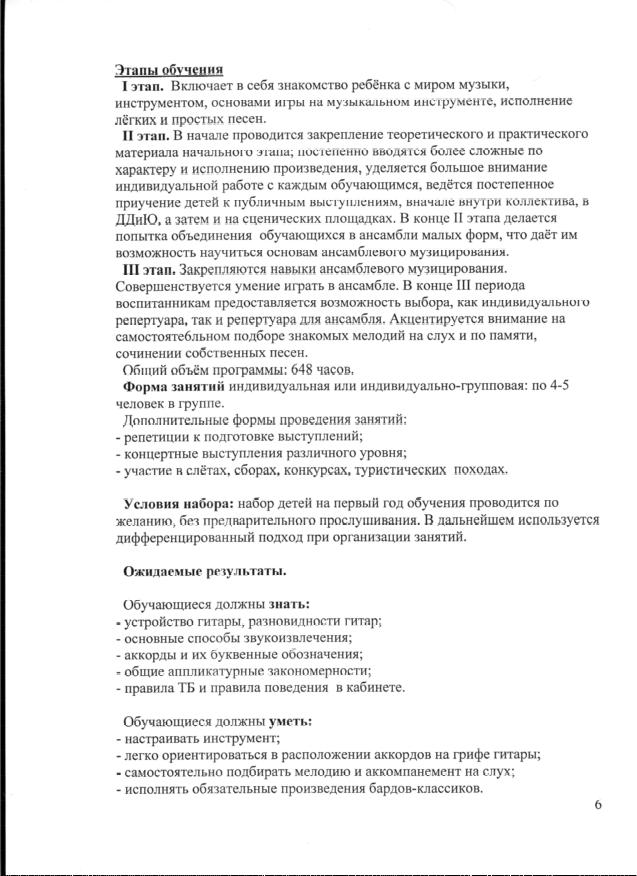 Этапы обучения
I этап. Включает в себя знакомство ребёнка с миром музыки,
инструментом, основами игры на музыкальном инструменте, исполнение
лёгких и простых песен.
II этап. В начале проводится закрепление теоретического и практического
материала начального этапа; постепенно вводятся более сложные по
характеру и исполнению произведения, уделяется большое внимание
индивидуальной работе с каждым обучающимся, ведётся постепенное
приучение детей к публичным выступлениям, вначале внутри коллектива, в
ДДиЮ, а затем и на сценических площадках. В конце II этапа делается
попытка объединения обучающихся в ансамбли малых форм, что даёт им
возможность научиться основам ансамблевого музицирования.
III этап. Закрепляются навыки ансамблевого музицирования.
Совершенствуется умение играть в ансамбле. В конце III периода
воспитанникам предоставляется возможность выбора, как индивидуального
репертуара, так и репертуара для ансамбля. Акцентируется внимание на
самостояте6льном подборе знакомых мелодий на слух и по памяти,
сочинении собственных песен.
Общий объём программы: 648 часов.
Форма занятий индивидуальная или индивидуально-групповая: по 4-5
человек в группе.
Дополнительные формы проведения занятий:
- репетиции к подготовке выступлений;
- концертные выступления различного уровня;
- участие в слётах, сборах, конкурсах, туристических походах.
Условия набора: набор детей на первый год обучения проводится по
желанию, без предварительного прослушивания. В дальнейшем используется
дифференцированный подход при организации занятий.
Ожидаемые результаты.
Обучающиеся должны знать:
- устройство гитары, разновидности гитар;
- основные способы звукоизвлечения;
- аккорды и их буквенные обозначения;
- общие аппликатурные закономерности;
- правила ТБ и правила поведения в кабинете.
Обучающиеся должны уметь:
- настраивать инструмент;
- легко ориентироваться в расположении аккордов на грифе гитары;
- самостоятельно подбирать мелодию и аккомпанемент на слух;
- исполнять обязательные произведения бардов-классиков.
6